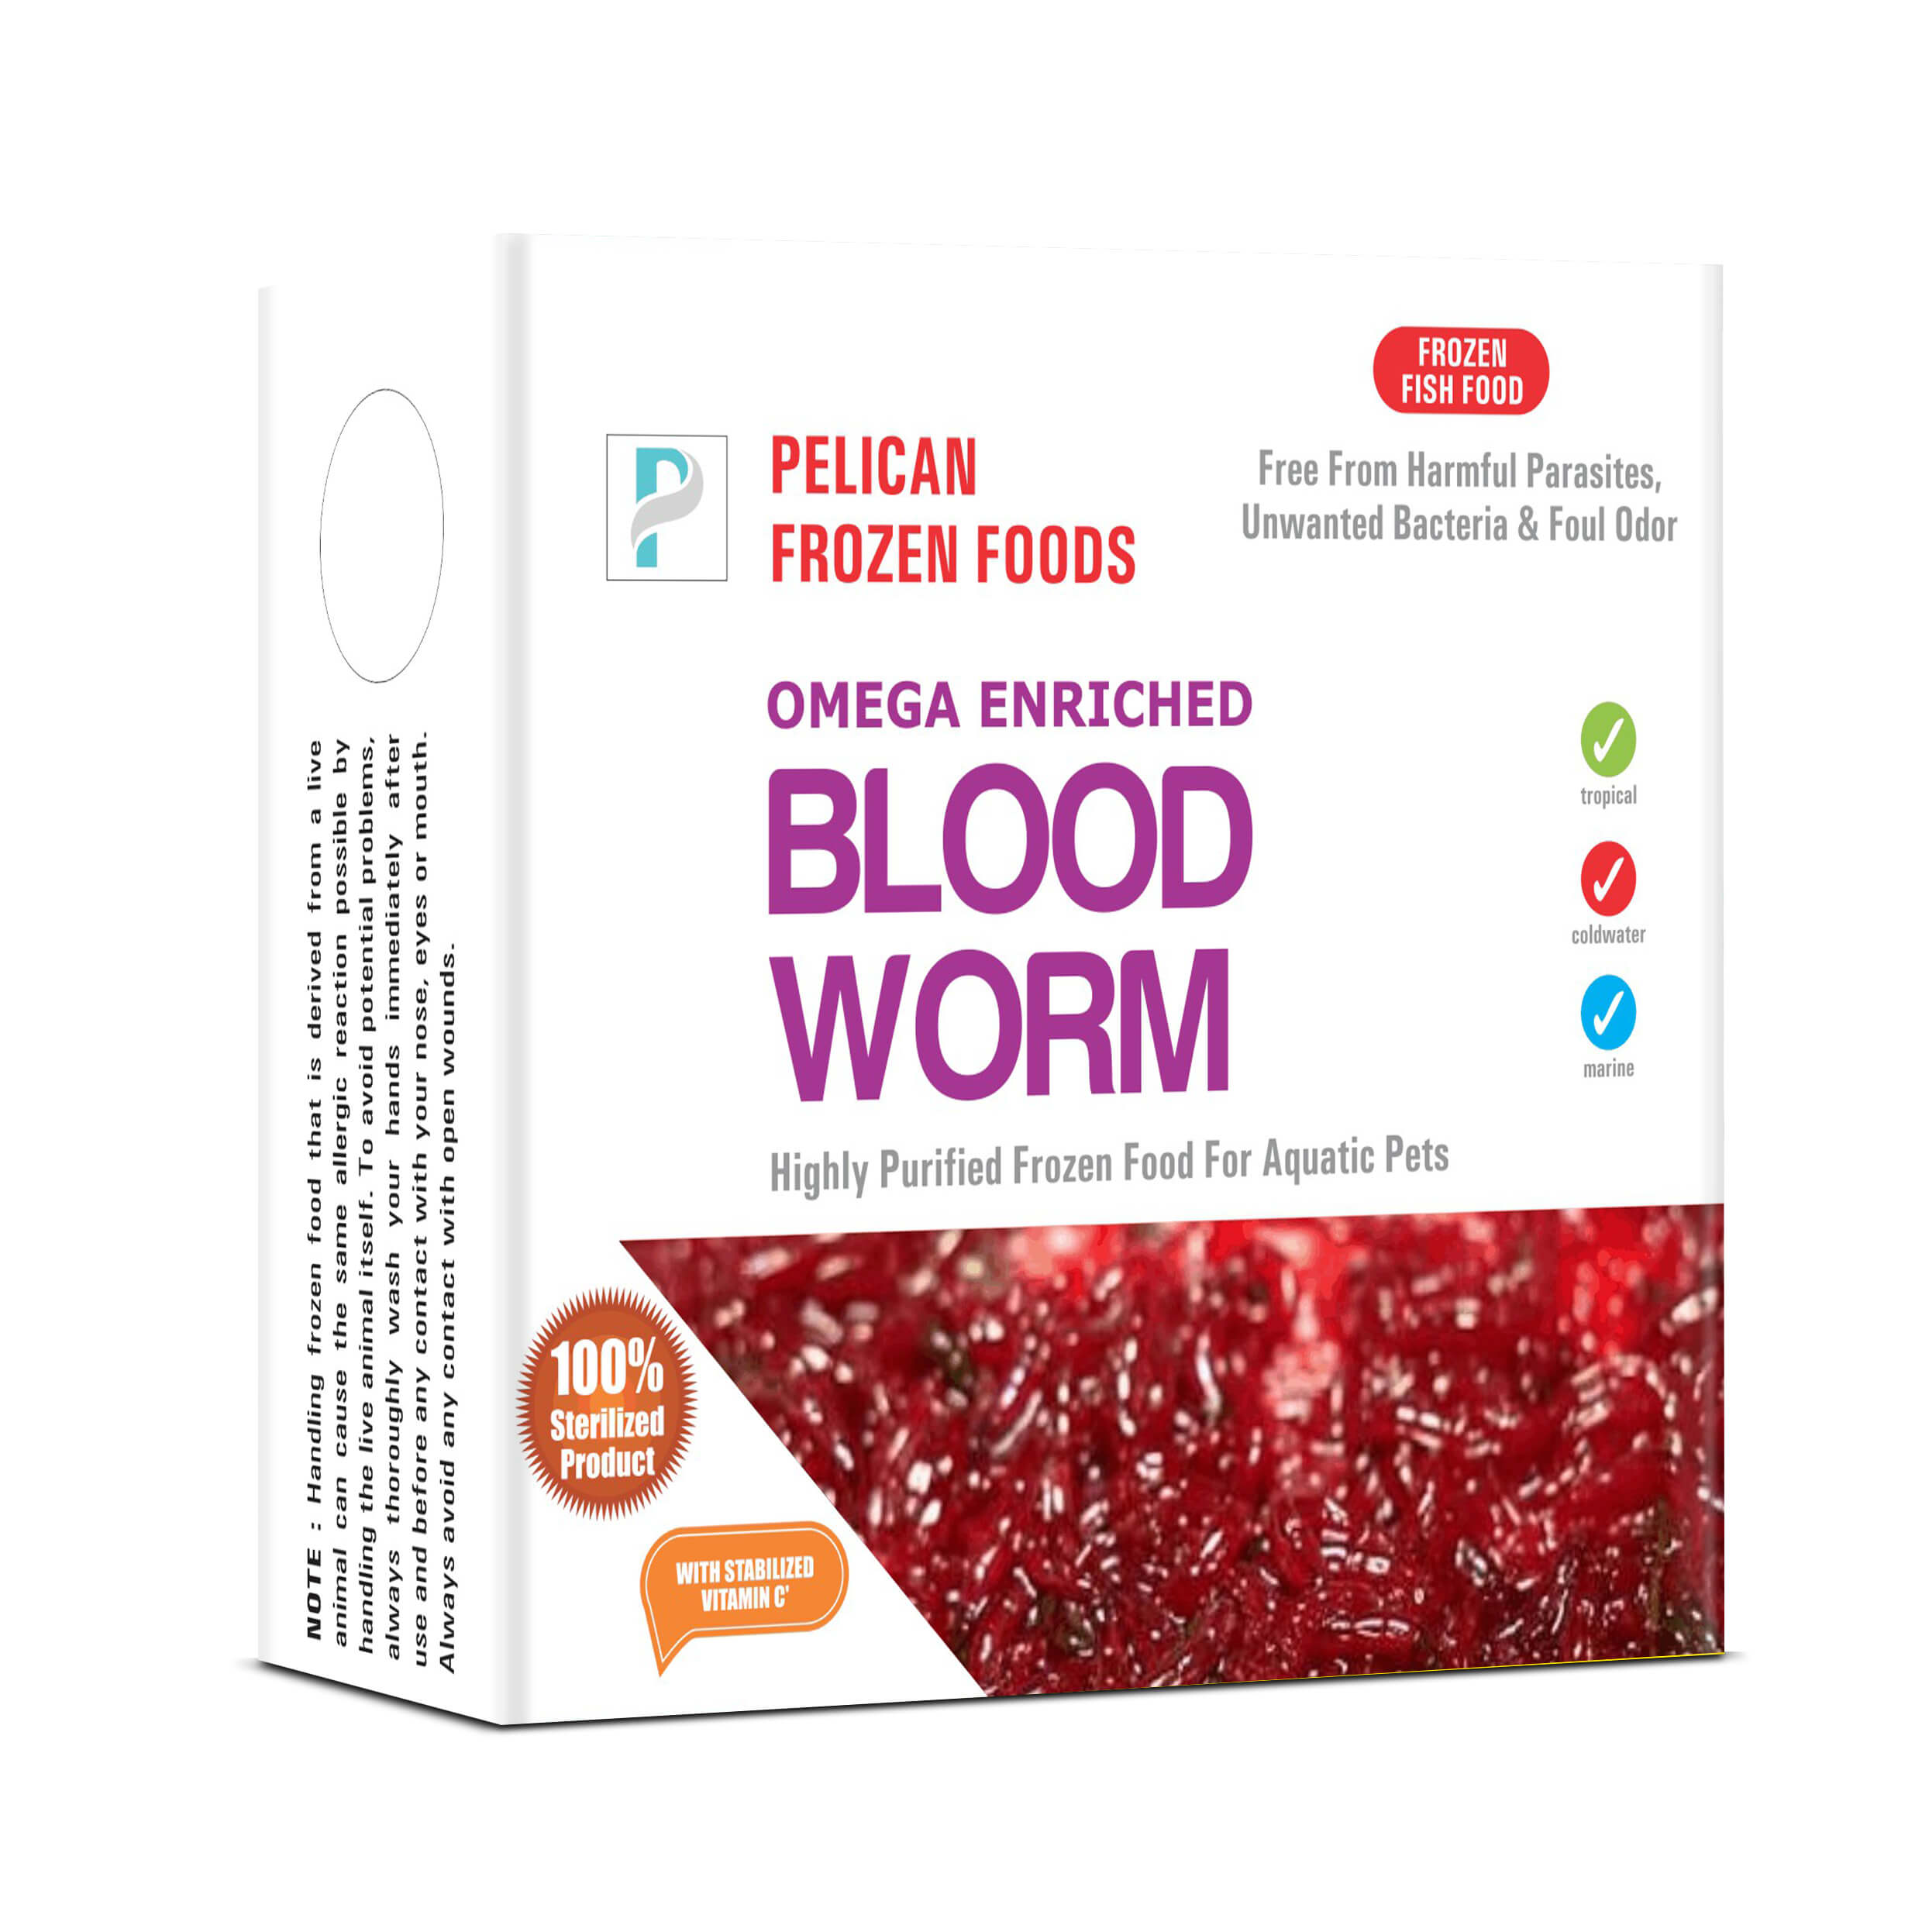 FROZEN
FISH FOOD
PELICAN
FROZEN FOODS
Free From Harmful Parasites,
Unwanted Bacteria & Foul Odor
OMEGA ENRICHED
BLOOD
WORM
tropical
coldwater
marine
Highly Purified Frozen Food For Aquatic Pets
100%
Sterilized
Product
WITH STABILIZED
VITAMIN C'
NOTE : Handling frozen food that is derived from a live
animal can cause the same allergic reaction possible by
handling the live animal itself. To avoid potential problems,
always thoroughly wash your hands immediately after
use and before any contact with your nose, eyes or mouth.
Always avoid any contact with open wounds.